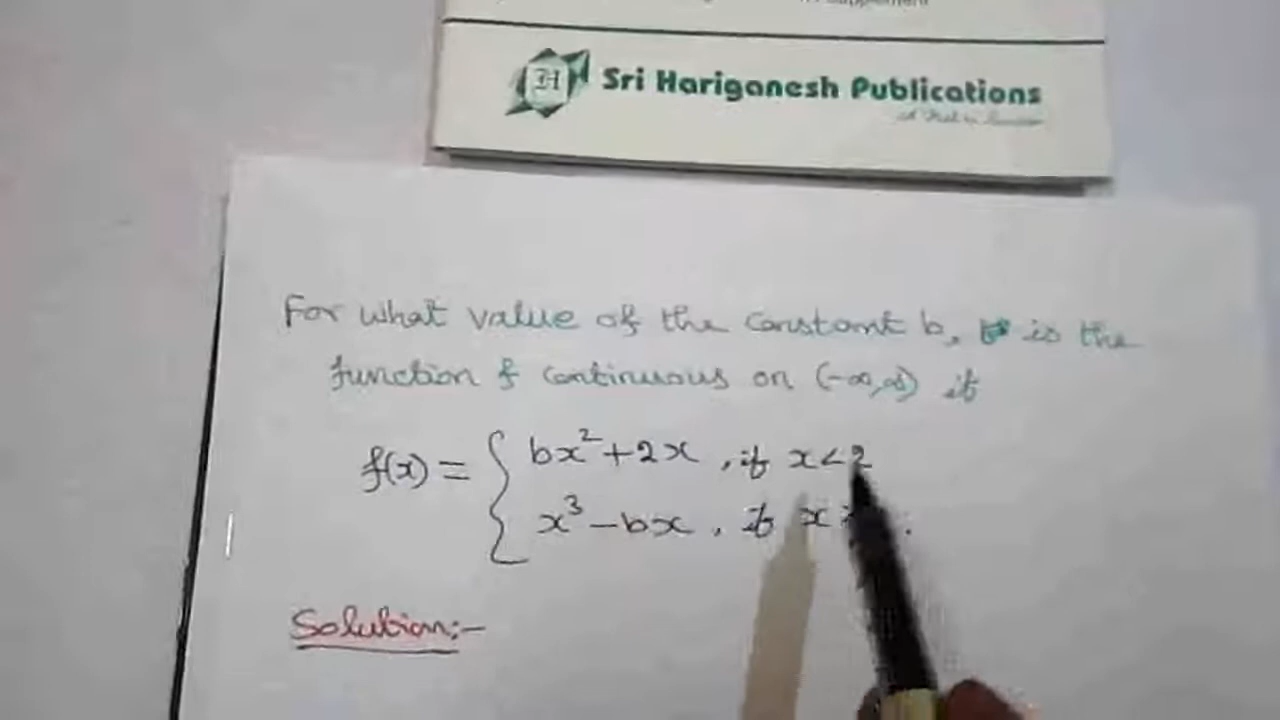 Sri Hariganesh Publications
For what value of the constant b, is the
function f continuous on (-∞,∞) if
f(x) = { bx²+2x , if x<2
x³-bx , if x
Solution:-